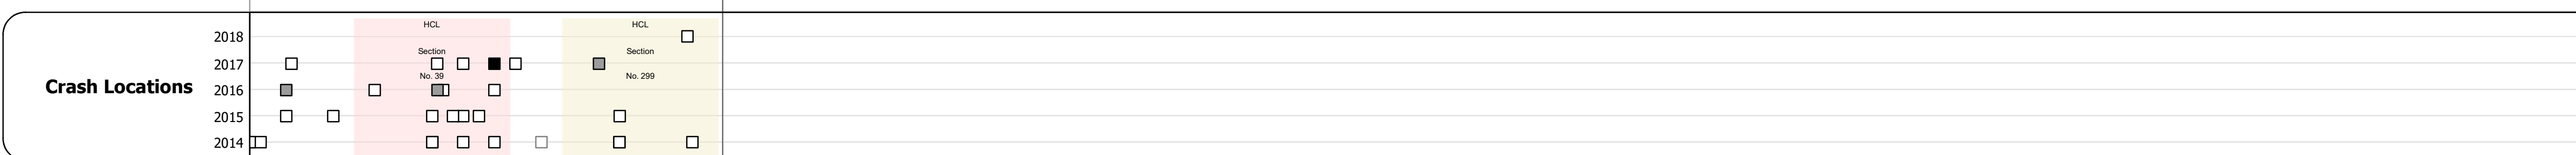 HCL HCL
2018
Section Section
2017
No. 39 No. 299
Crash Locations
2016
2015
2014